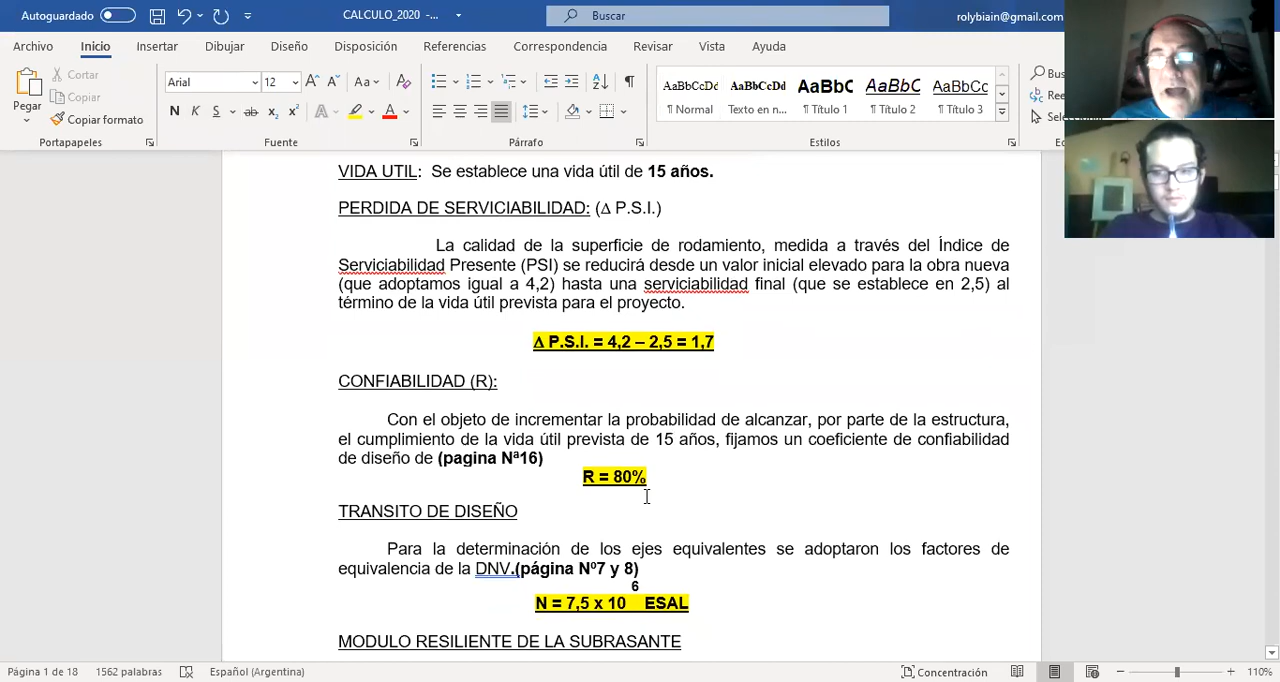 Autoguardado
CALCULO_2020 -...
Buscar
rolybiain@gmail.com
Archivo Inicio Insertar Dibujar Diseño Disposición Referencias Correspondencia Revisar Vista Ayuda
Pegar
Cortar
Copiar
Copiar formato
Arial 12
Aa
N K S ab x₂ x²
AaBbCcDd AaBbCcDd AaBbC AaBbC AaBbC
¶ Normal Texto en n... ¶ Título 1 ¶ Título 2 ¶ Título 3
Portapapeles Fuente Párrafo Estilos
VIDA UTIL: Se establece una vida útil de 15 años.
PERDIDA DE SERVICIABILIDAD: (Δ P.S.I.)
La calidad de la superficie de rodamiento, medida a través del Índice de
Serviciabilidad Presente (PSI) se reducirá desde un valor inicial elevado para la obra nueva
(que adoptamos igual a 4,2) hasta una serviciabilidad final (que se establece en 2,5) al
término de la vida útil prevista para el proyecto.
Δ P.S.I. = 4,2 – 2,5 = 1,7
CONFIABILIDAD (R):
Con el objeto de incrementar la probabilidad de alcanzar, por parte de la estructura,
el cumplimiento de la vida útil prevista de 15 años, fijamos un coeficiente de confiabilidad
de diseño de (pagina Nª16)
R = 80%
TRANSITO DE DISEÑO
Para la determinación de los ejes equivalentes se adoptaron los factores de
equivalencia de la DNV.(página Nº7 y 8)
6
N = 7,5 x 10 ESAL
MODULO RESILIENTE DE LA SUBRASANTE
Página 1 de 18 1562 palabras Español (Argentina) Concentración 110%